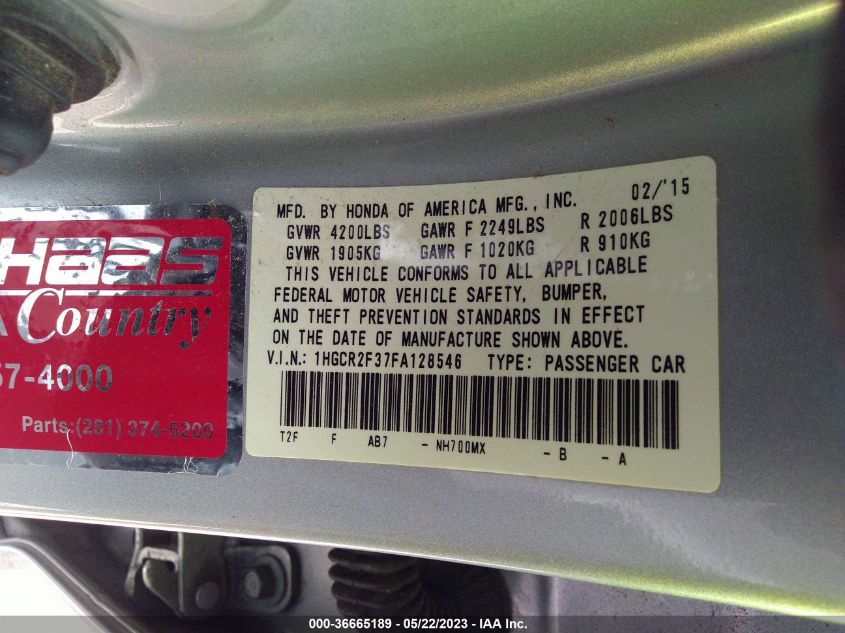 MFD. BY HONDA OF AMERICA MFG., INC. 02/'15
GVWR 4200LBS GAWR F 2249LBS R 2006LBS
GVWR 1905KG GAWR F 1020KG R 910KG
THIS VEHICLE CONFORMS TO ALL APPLICABLE
FEDERAL MOTOR VEHICLE SAFETY, BUMPER,
AND THEFT PREVENTION STANDARDS IN EFFECT
ON THE DATE OF MANUFACTURE SHOWN ABOVE.
V.I.N.: 1HGCR2F37FA128546 TYPE: PASSENGER CAR
T2F F AB7 - NH700MX - B - A
HAAS
A Country
57-4000
Parts:(281) 374-5200
000-36665189 - 05/22/2023 - IAA Inc.